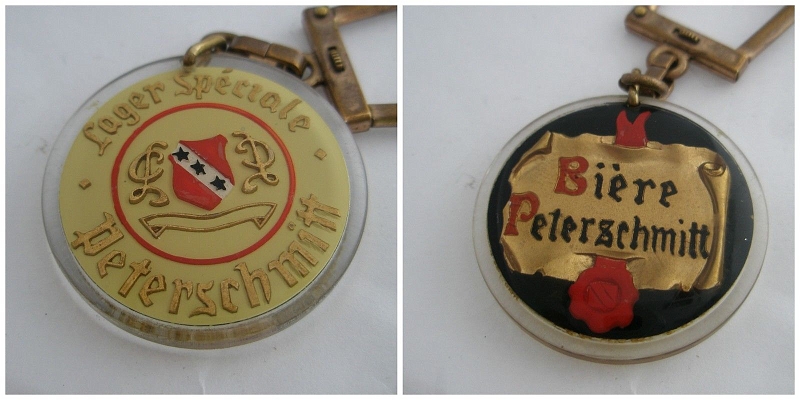 Lager Spéciale
Peterschmitt
Bière
Peterschmitt